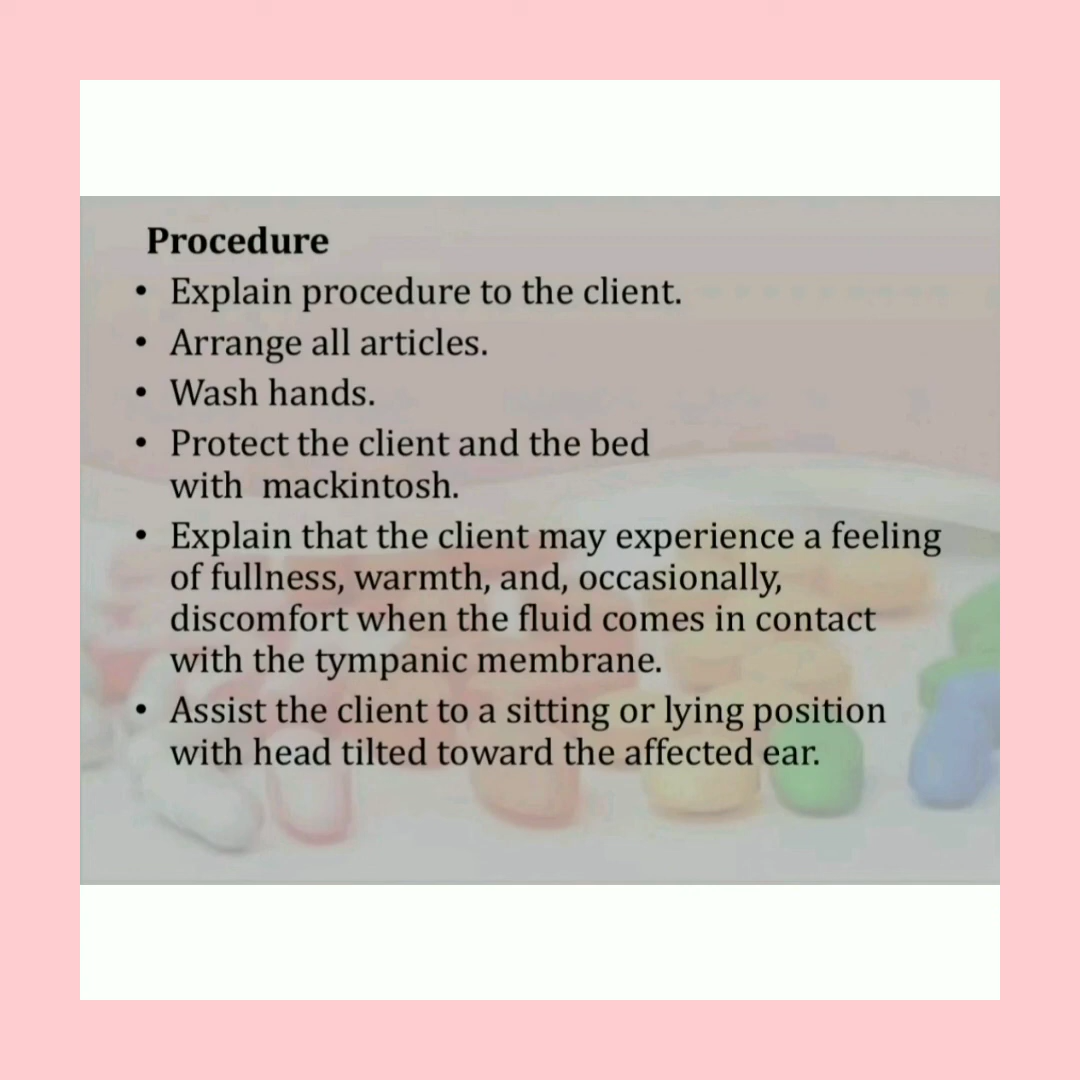 Procedure
• Explain procedure to the client.
• Arrange all articles.
• Wash hands.
• Protect the client and the bed
with mackintosh.
• Explain that the client may experience a feeling
of fullness, warmth, and, occasionally,
discomfort when the fluid comes in contact
with the tympanic membrane.
• Assist the client to a sitting or lying position
with head tilted toward the affected ear.